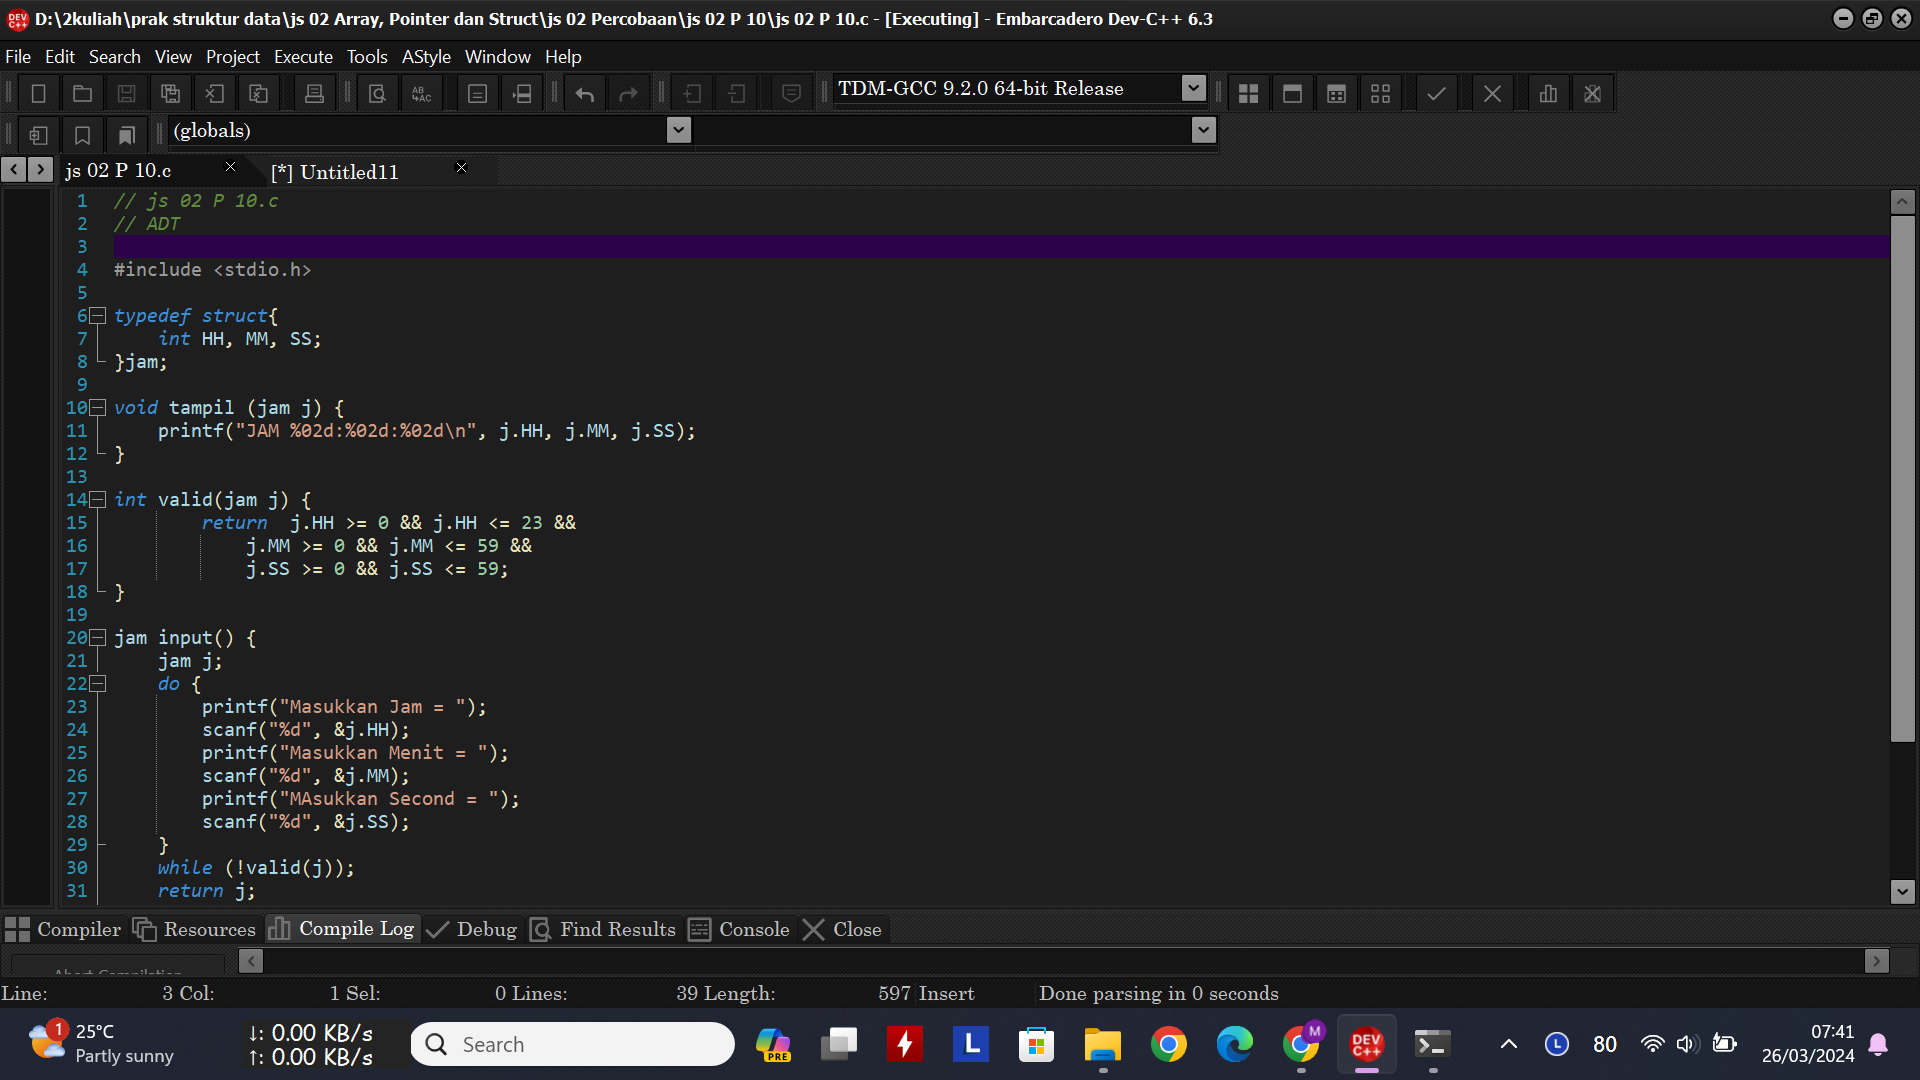 D:\2kuliah\prak struktur data\js 02 Array, Pointer dan Struct\js 02 Percobaan\js 02 P 10\js 02 P 10.c - [Executing] - Embarcadero Dev-C++ 6.3
File Edit Search View Project Execute Tools AStyle Window Help
TDM-GCC 9.2.0 64-bit Release
(globals)
js 02 P 10.c
[*] Untitled11
1 // js 02 P 10.c
2 // ADT
3
4 #include <stdio.h>
5
6 typedef struct{
7 int HH, MM, SS;
8 }jam;
9
10 void tampil (jam j) {
11 printf("JAM %02d:%02d:%02d\n", j.HH, j.MM, j.SS);
12 }
13
14 int valid(jam j) {
15 return  j.HH >= 0 && j.HH <= 23 &&
16 j.MM >= 0 && j.MM <= 59 &&
17 j.SS >= 0 && j.SS <= 59;
18 }
19
20 jam input() {
21 jam j;
22 do {
23 printf("Masukkan Jam = ");
24 scanf("%d", &j.HH);
25 printf("Masukkan Menit = ");
26 scanf("%d", &j.MM);
27 printf("MAsukkan Second = ");
28 scanf("%d", &j.SS);
29 }
30 while (!valid(j));
31 return j;
Compiler Resources Compile Log Debug Find Results Console Close
Abort Compilation
Line: 3 Col: 1 Sel: 0 Lines: 39 Length: 597 Insert Done parsing in 0 seconds
1
25°C
Partly sunny
↓: 0.00 KB/s
↑: 0.00 KB/s
Search
PRE
L
M
DEV C++
L
80
07:41
26/03/2024